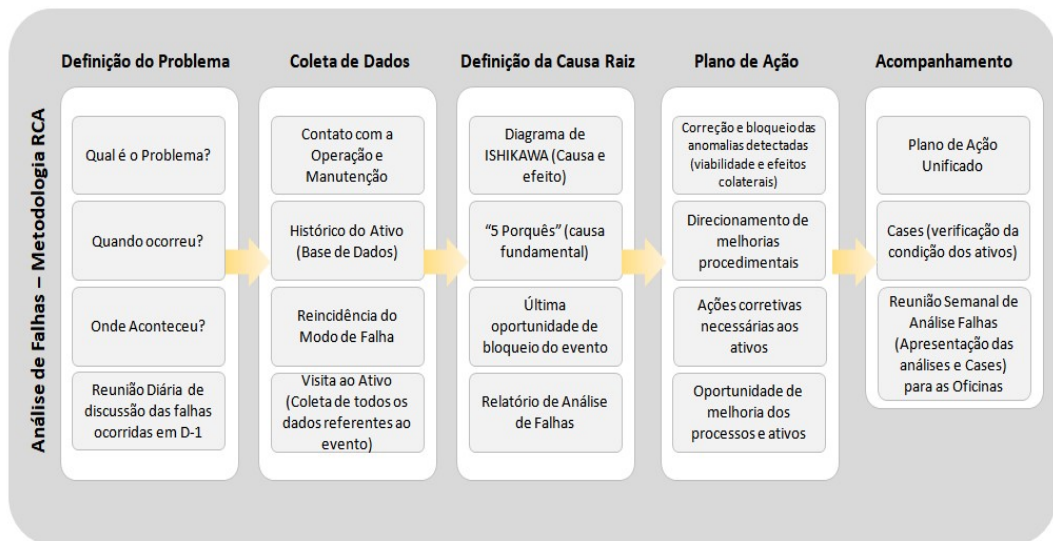 Análise de Falhas – Metodologia RCA
Definição do Problema
Qual é o Problema?
Quando ocorreu?
Onde Aconteceu?
Reunião Diária de
discussão das falhas
ocorridas em D-1
Coleta de Dados
Contato com a
Operação e
Manutenção
Histórico do Ativo
(Base de Dados)
Reincidência do
Modo de Falha
Visita ao Ativo
(Coleta de todos os
dados referentes ao
evento)
Definição da Causa Raiz
Diagrama de
ISHIKAWA (Causa e
efeito)
“5 Porquês” (causa
fundamental)
Última
oportunidade de
bloqueio do evento
Relatório de Análise
de Falhas
Plano de Ação
Correção e bloqueio das
anomalias detectadas
(viabilidade e efeitos
colaterais)
Direcionamento de
melhorias
procedimentais
Ações corretivas
necessárias aos
ativos
Oportunidade de
melhoria dos
processos e ativos
Acompanhamento
Plano de Ação
Unificado
Cases (verificação da
condição dos ativos)
Reunião Semanal de
Análise Falhas
(Apresentação das
análises e Cases)
para as Oficinas